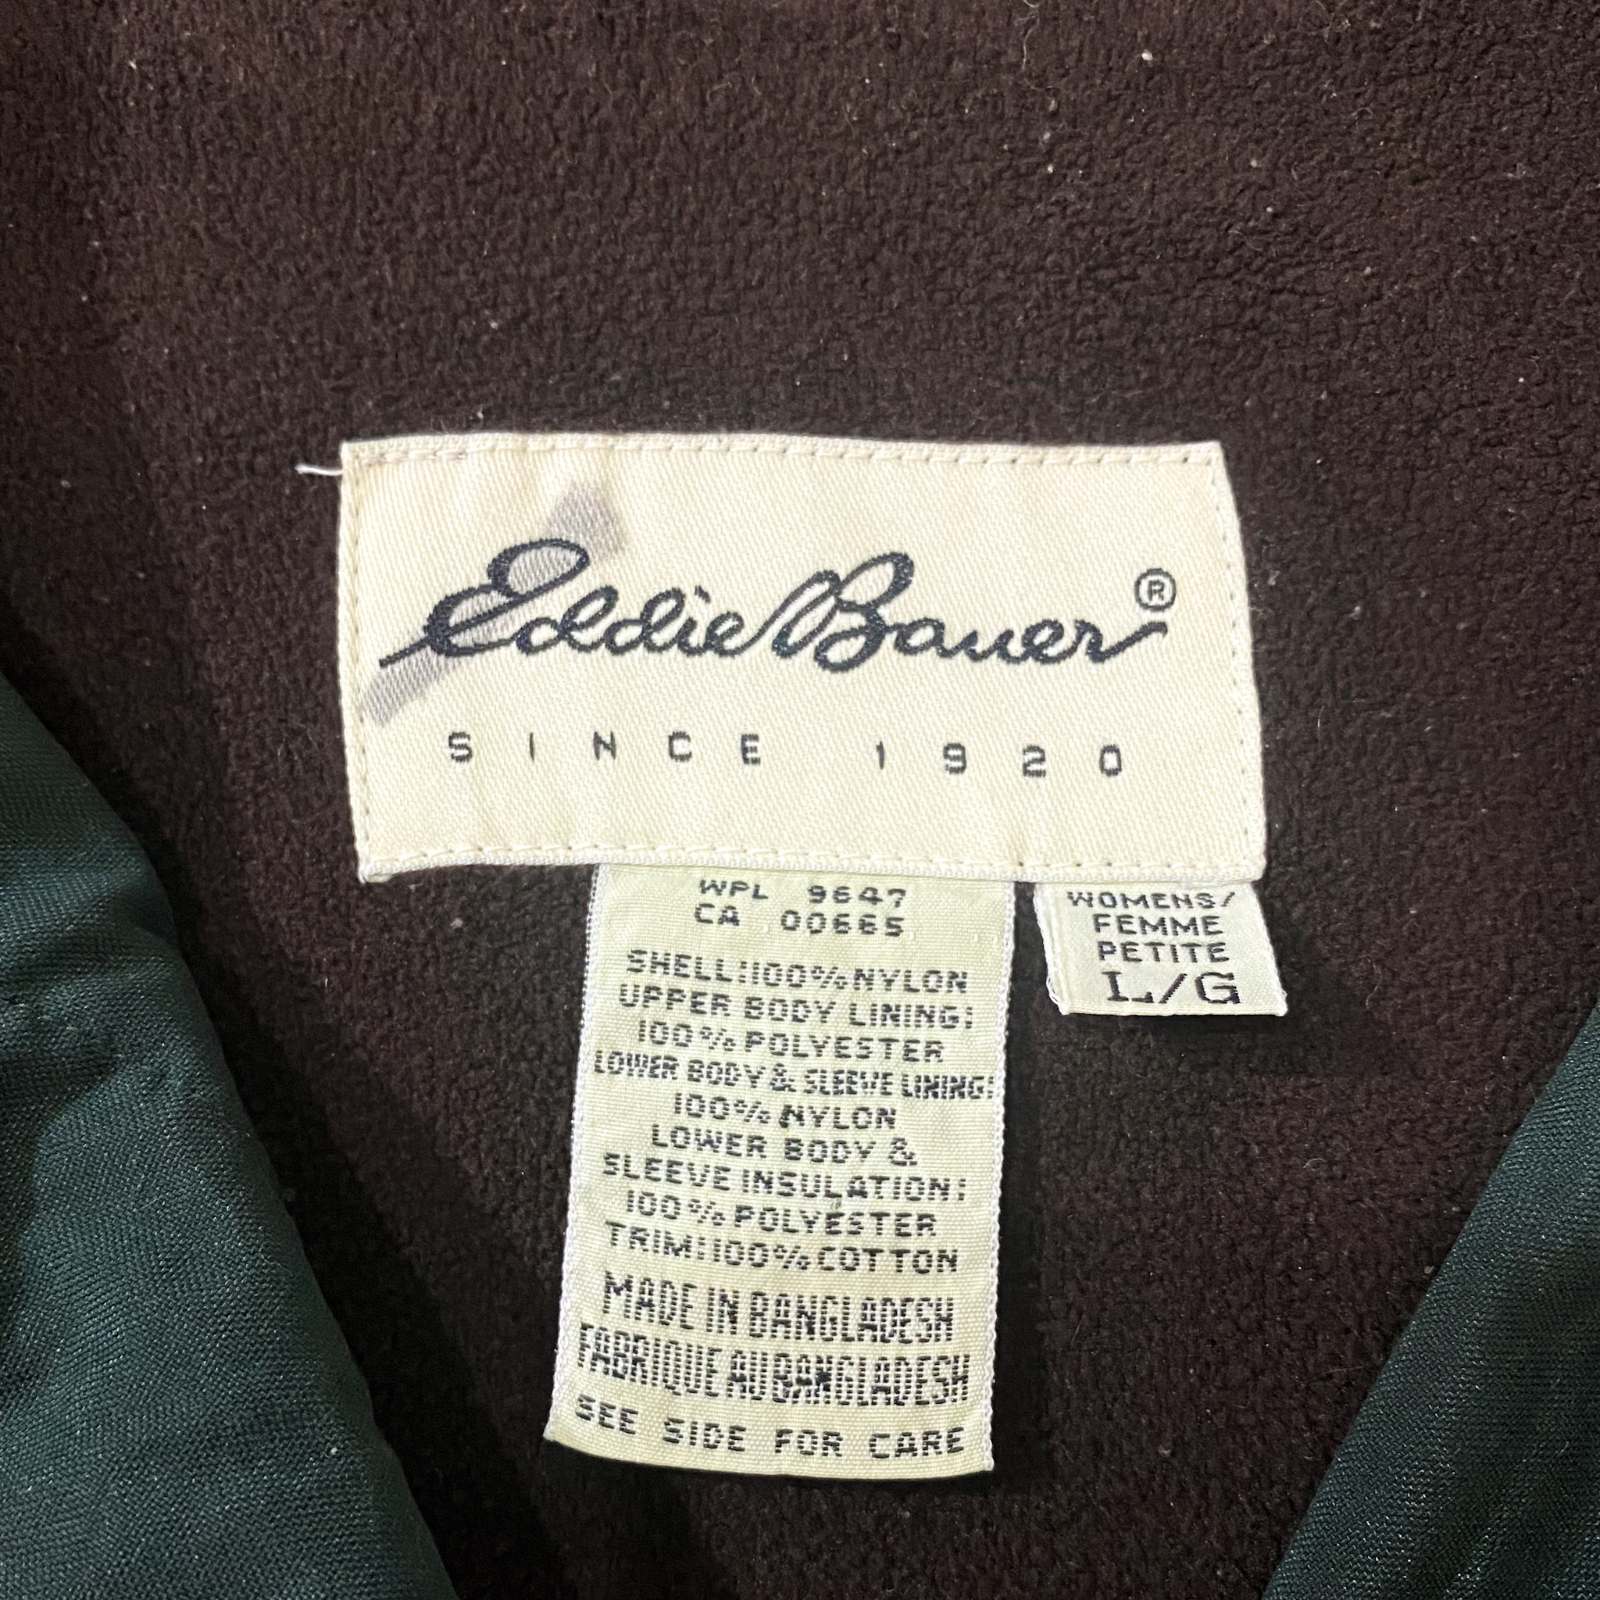 Eddie Bauer®
SINCE 1920
WPL 9647
CA 00665
SHELL:100%NYLON
UPPER BODY LINING:
100%POLYESTER
LOWER BODY & SLEEVE LINING:
100%NYLON
LOWER BODY &
SLEEVE INSULATION:
100%POLYESTER
TRIM:100%COTTON
MADE IN BANGLADESH
FABRIQUE AU BANGLADESH
SEE SIDE FOR CARE
WOMENS/
FEMME
PETITE
L/G